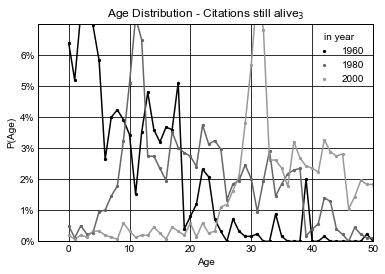 Age Distribution - Citations still alive₃
in year
1960
1980
2000
6%
5%
4%
3%
2%
1%
0%
P(Age)
0 10 20 30 40 50
Age